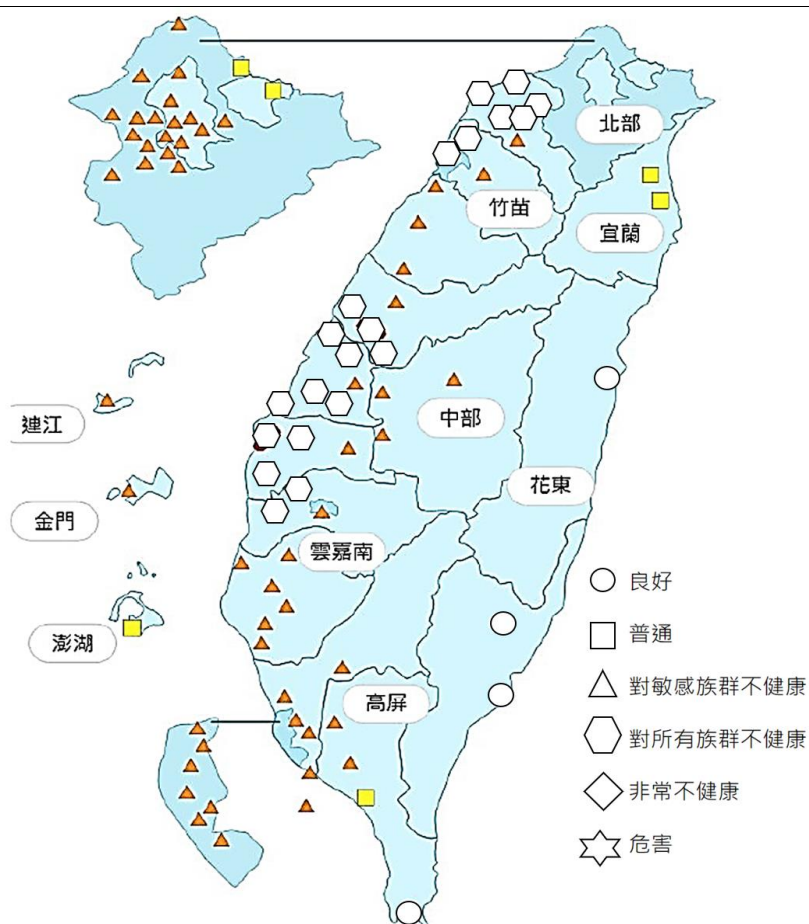 北部
竹苗
宜蘭
連江
中部
金門
花東
雲嘉南
澎湖
高屏
良好
普通
對敏感族群不健康
對所有族群不健康
非常不健康
危害